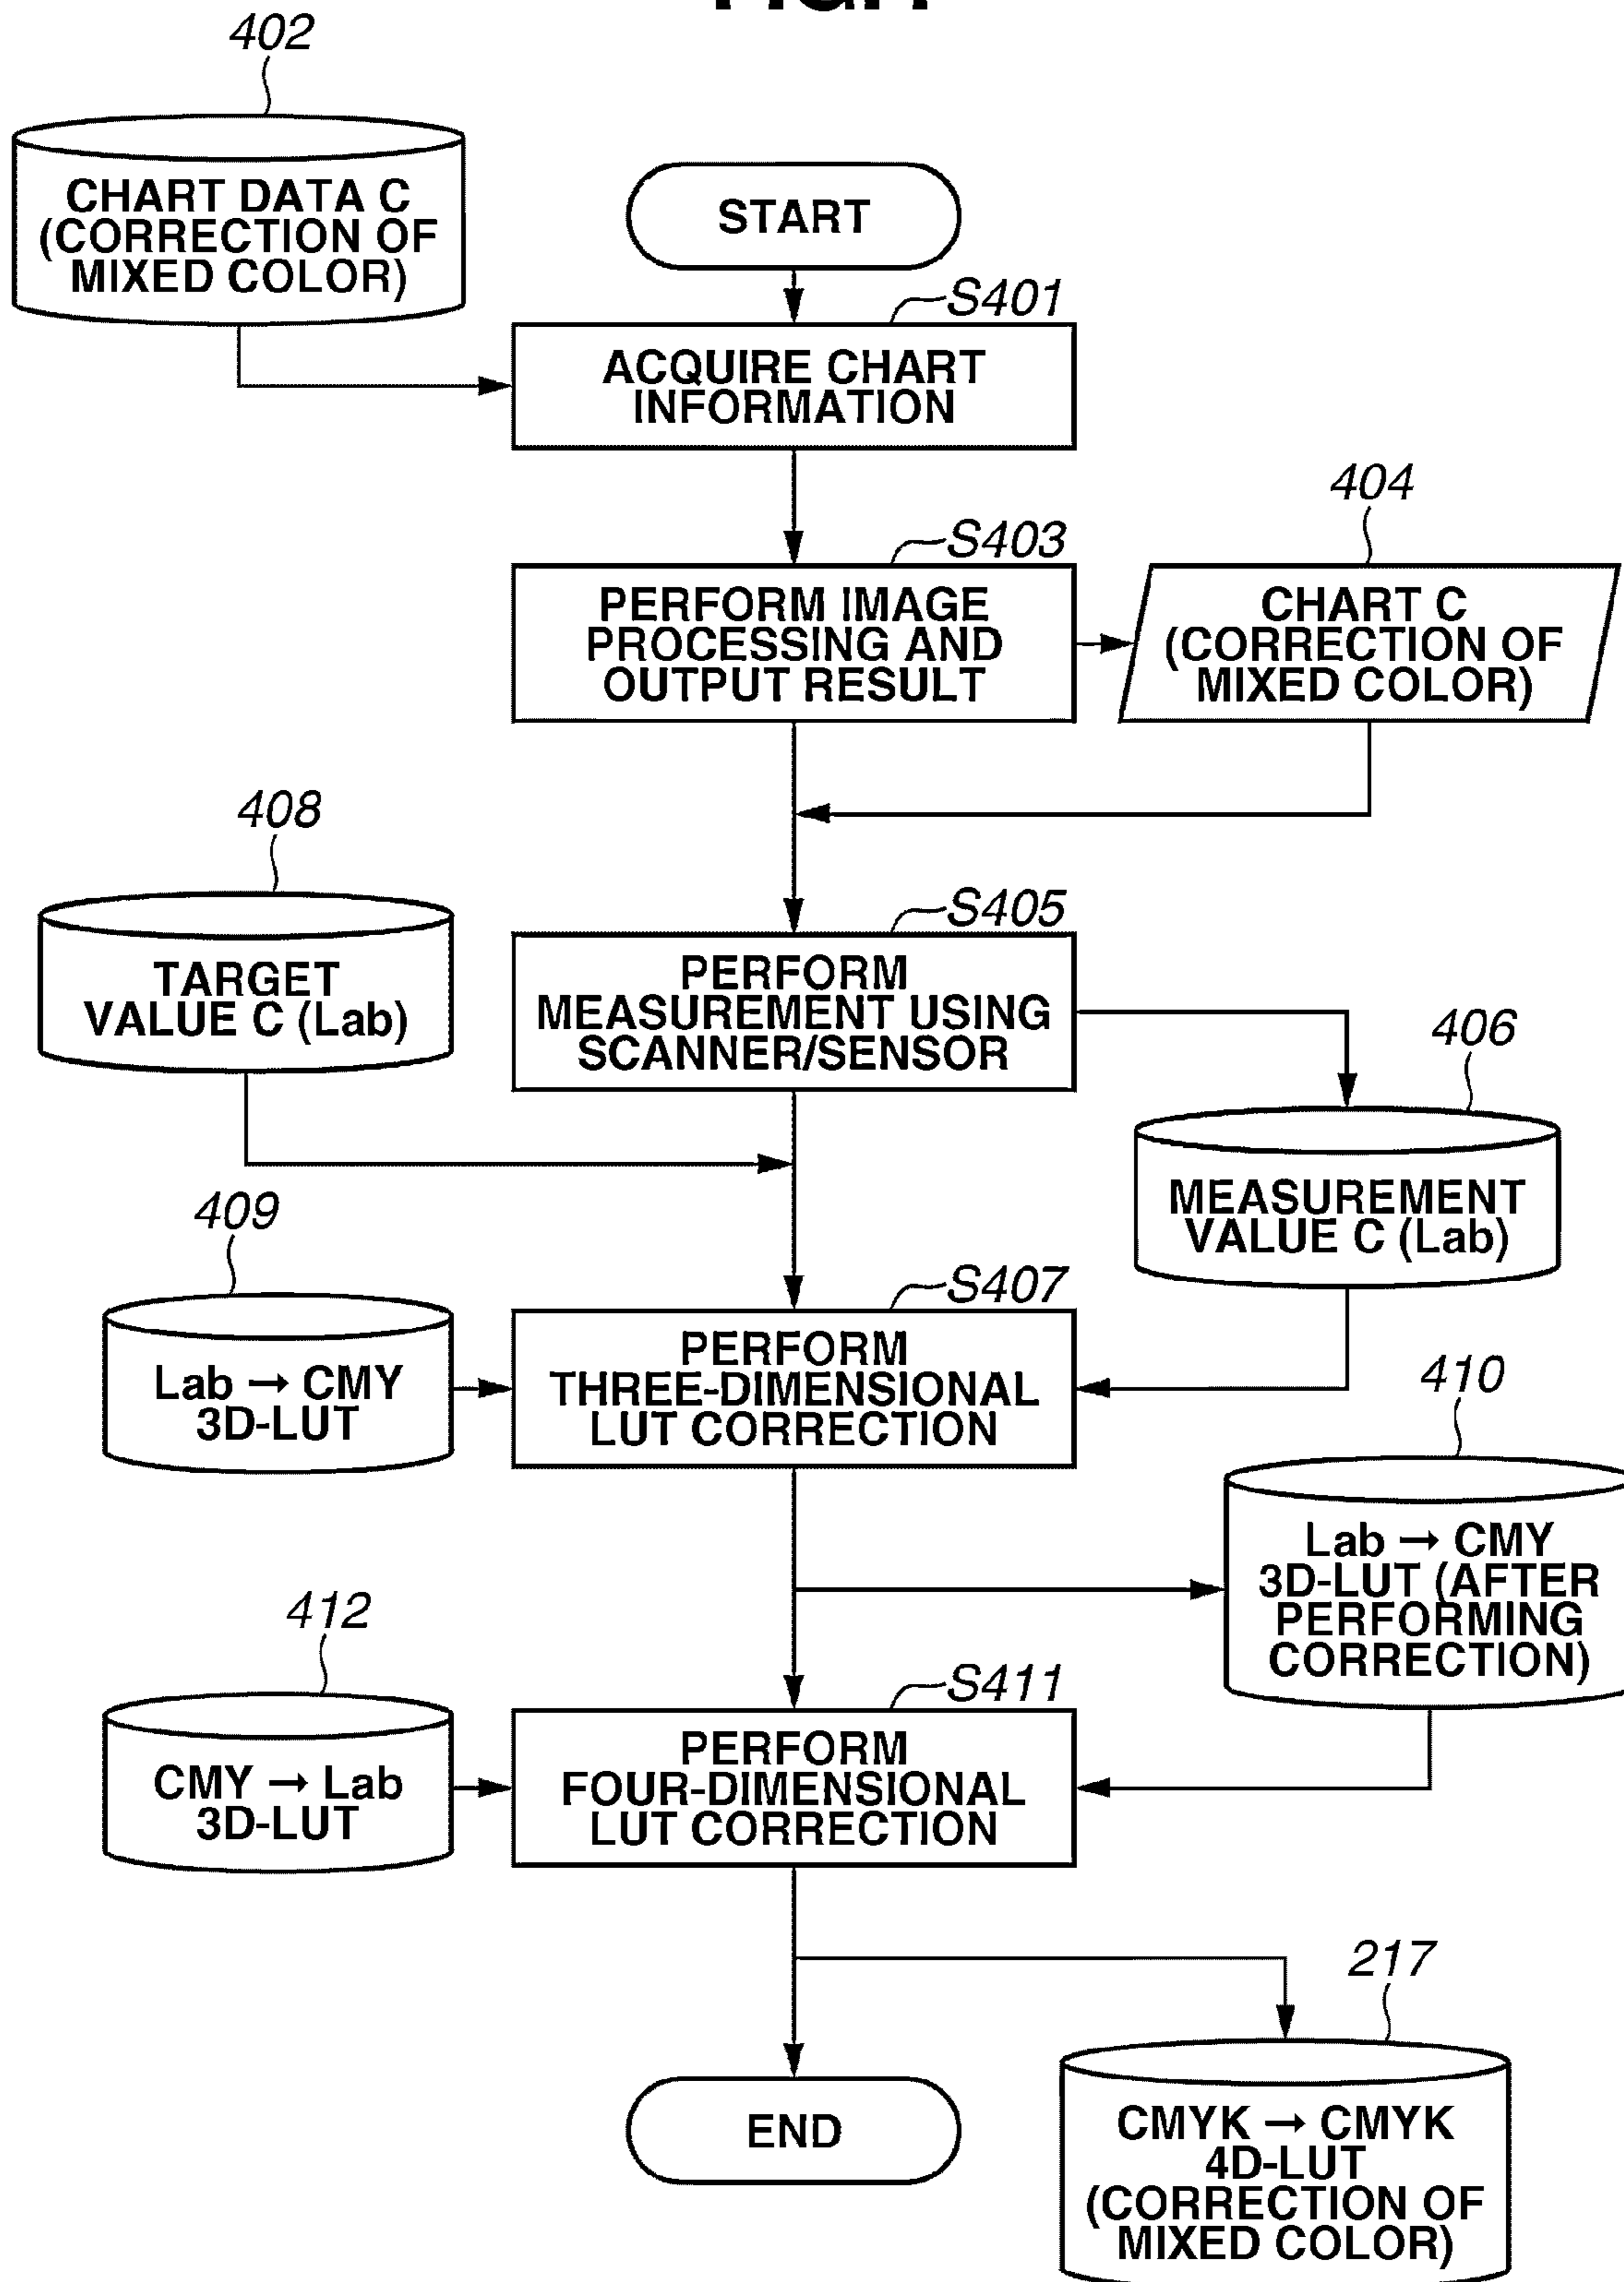 402
CHART DATA C
(CORRECTION OF
MIXED COLOR)
START
S401
ACQUIRE CHART
INFORMATION
404
S403
PERFORM IMAGE
PROCESSING AND
OUTPUT RESULT
CHART C
(CORRECTION OF
MIXED COLOR)
408
TARGET
VALUE C (Lab)
S405
PERFORM
MEASUREMENT USING
SCANNER/SENSOR
406
MEASUREMENT
VALUE C (Lab)
409
Lab → CMY
3D-LUT
S407
PERFORM
THREE-DIMENSIONAL
LUT CORRECTION
410
Lab → CMY
3D-LUT (AFTER
PERFORMING
CORRECTION)
412
CMY → Lab
3D-LUT
S411
PERFORM
FOUR-DIMENSIONAL
LUT CORRECTION
217
CMYK → CMYK
4D-LUT
(CORRECTION OF
MIXED COLOR)
END